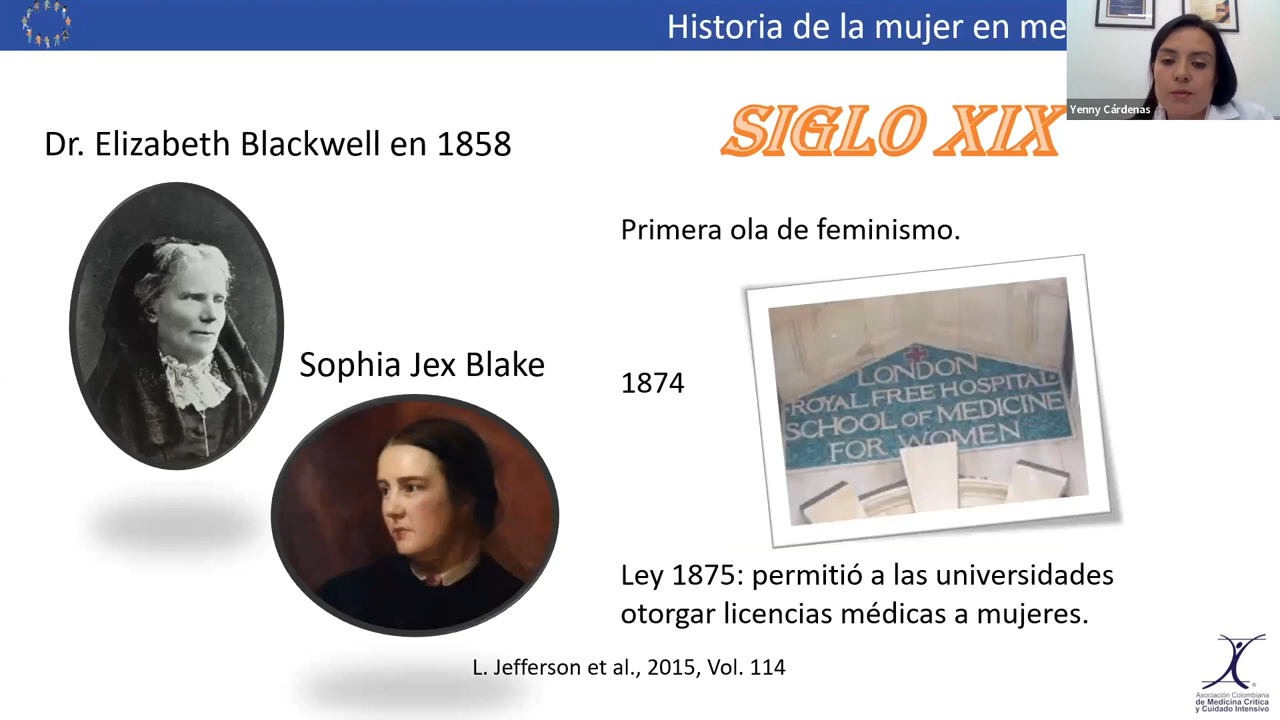 Historia de la mujer en me
Yenny Cárdenas
SIGLO XIX
Dr. Elizabeth Blackwell en 1858
Primera ola de feminismo.
Sophia Jex Blake
1874
LONDON
ROYAL FREE HOSPITAL
SCHOOL OF MEDICINE
FOR WOMEN
Ley 1875: permitió a las universidades
otorgar licencias médicas a mujeres.
L. Jefferson et al., 2015, Vol. 114
Asociación Colombiana
de Medicina Crítica
y Cuidado Intensivo